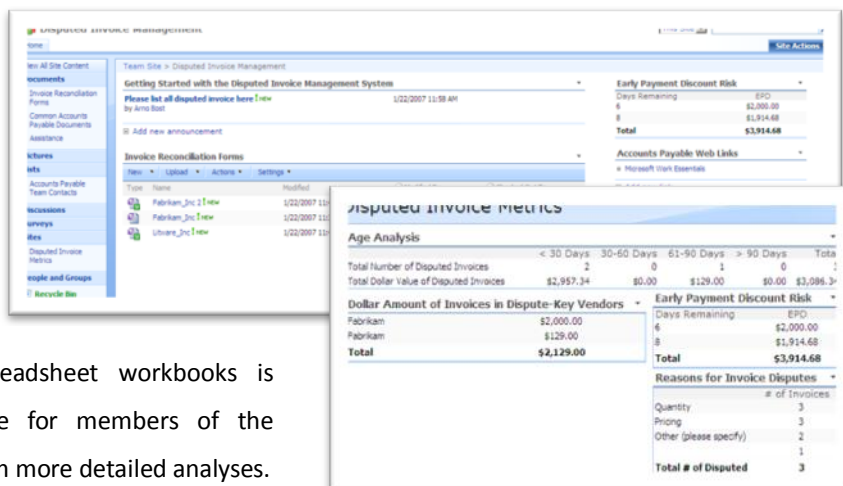 Disputed Invoice Management
Home
Site Actions
View All Site Content
Documents
Invoice Reconciliation Forms
Common Accounts Payable Documents
Assistance
Pictures
Lists
Accounts Payable Team Contacts
Discussions
Surveys
Sites
Disputed Invoice Metrics
People and Groups
Recycle Bin
Team Site > Disputed Invoice Management
Getting Started with the Disputed Invoice Management System
Please list all disputed invoice here ! NEW 1/22/2007 11:58 AM
by Arno Bost
Add new announcement
Invoice Reconciliation Forms
New Upload Actions Settings
Type Name Modified
Fabrikam_Inc 2 ! NEW 1/22/2007
Fabrikam_Inc ! NEW 1/22/2007
Litware_Inc ! NEW 1/22/2007
Early Payment Discount Risk
Days Remaining EPD
6 $2,000.00
8 $1,914.68
Total $3,914.68
Accounts Payable Web Links
Microsoft Work Essentials
Disputed Invoice Metrics
Age Analysis
< 30 Days 30-60 Days 61-90 Days > 90 Days Total
Total Number of Disputed Invoices 2 0 1 0
Total Dollar Value of Disputed Invoices $2,957.34 $0.00 $129.00 $0.00 $3,086.34
Dollar Amount of Invoices in Dispute-Key Vendors
Fabrikam $2,000.00
Fabrikam $129.00
Total $2,129.00
Early Payment Discount Risk
Days Remaining EPD
6 $2,000.00
8 $1,914.68
Total $3,914.68
Reasons for Invoice Disputes
# of Invoices
Quantity 3
Pricing 3
Other (please specify) 2
1
Total # of Disputed 3
eadsheet workbooks is
e for members of the
n more detailed analyses.